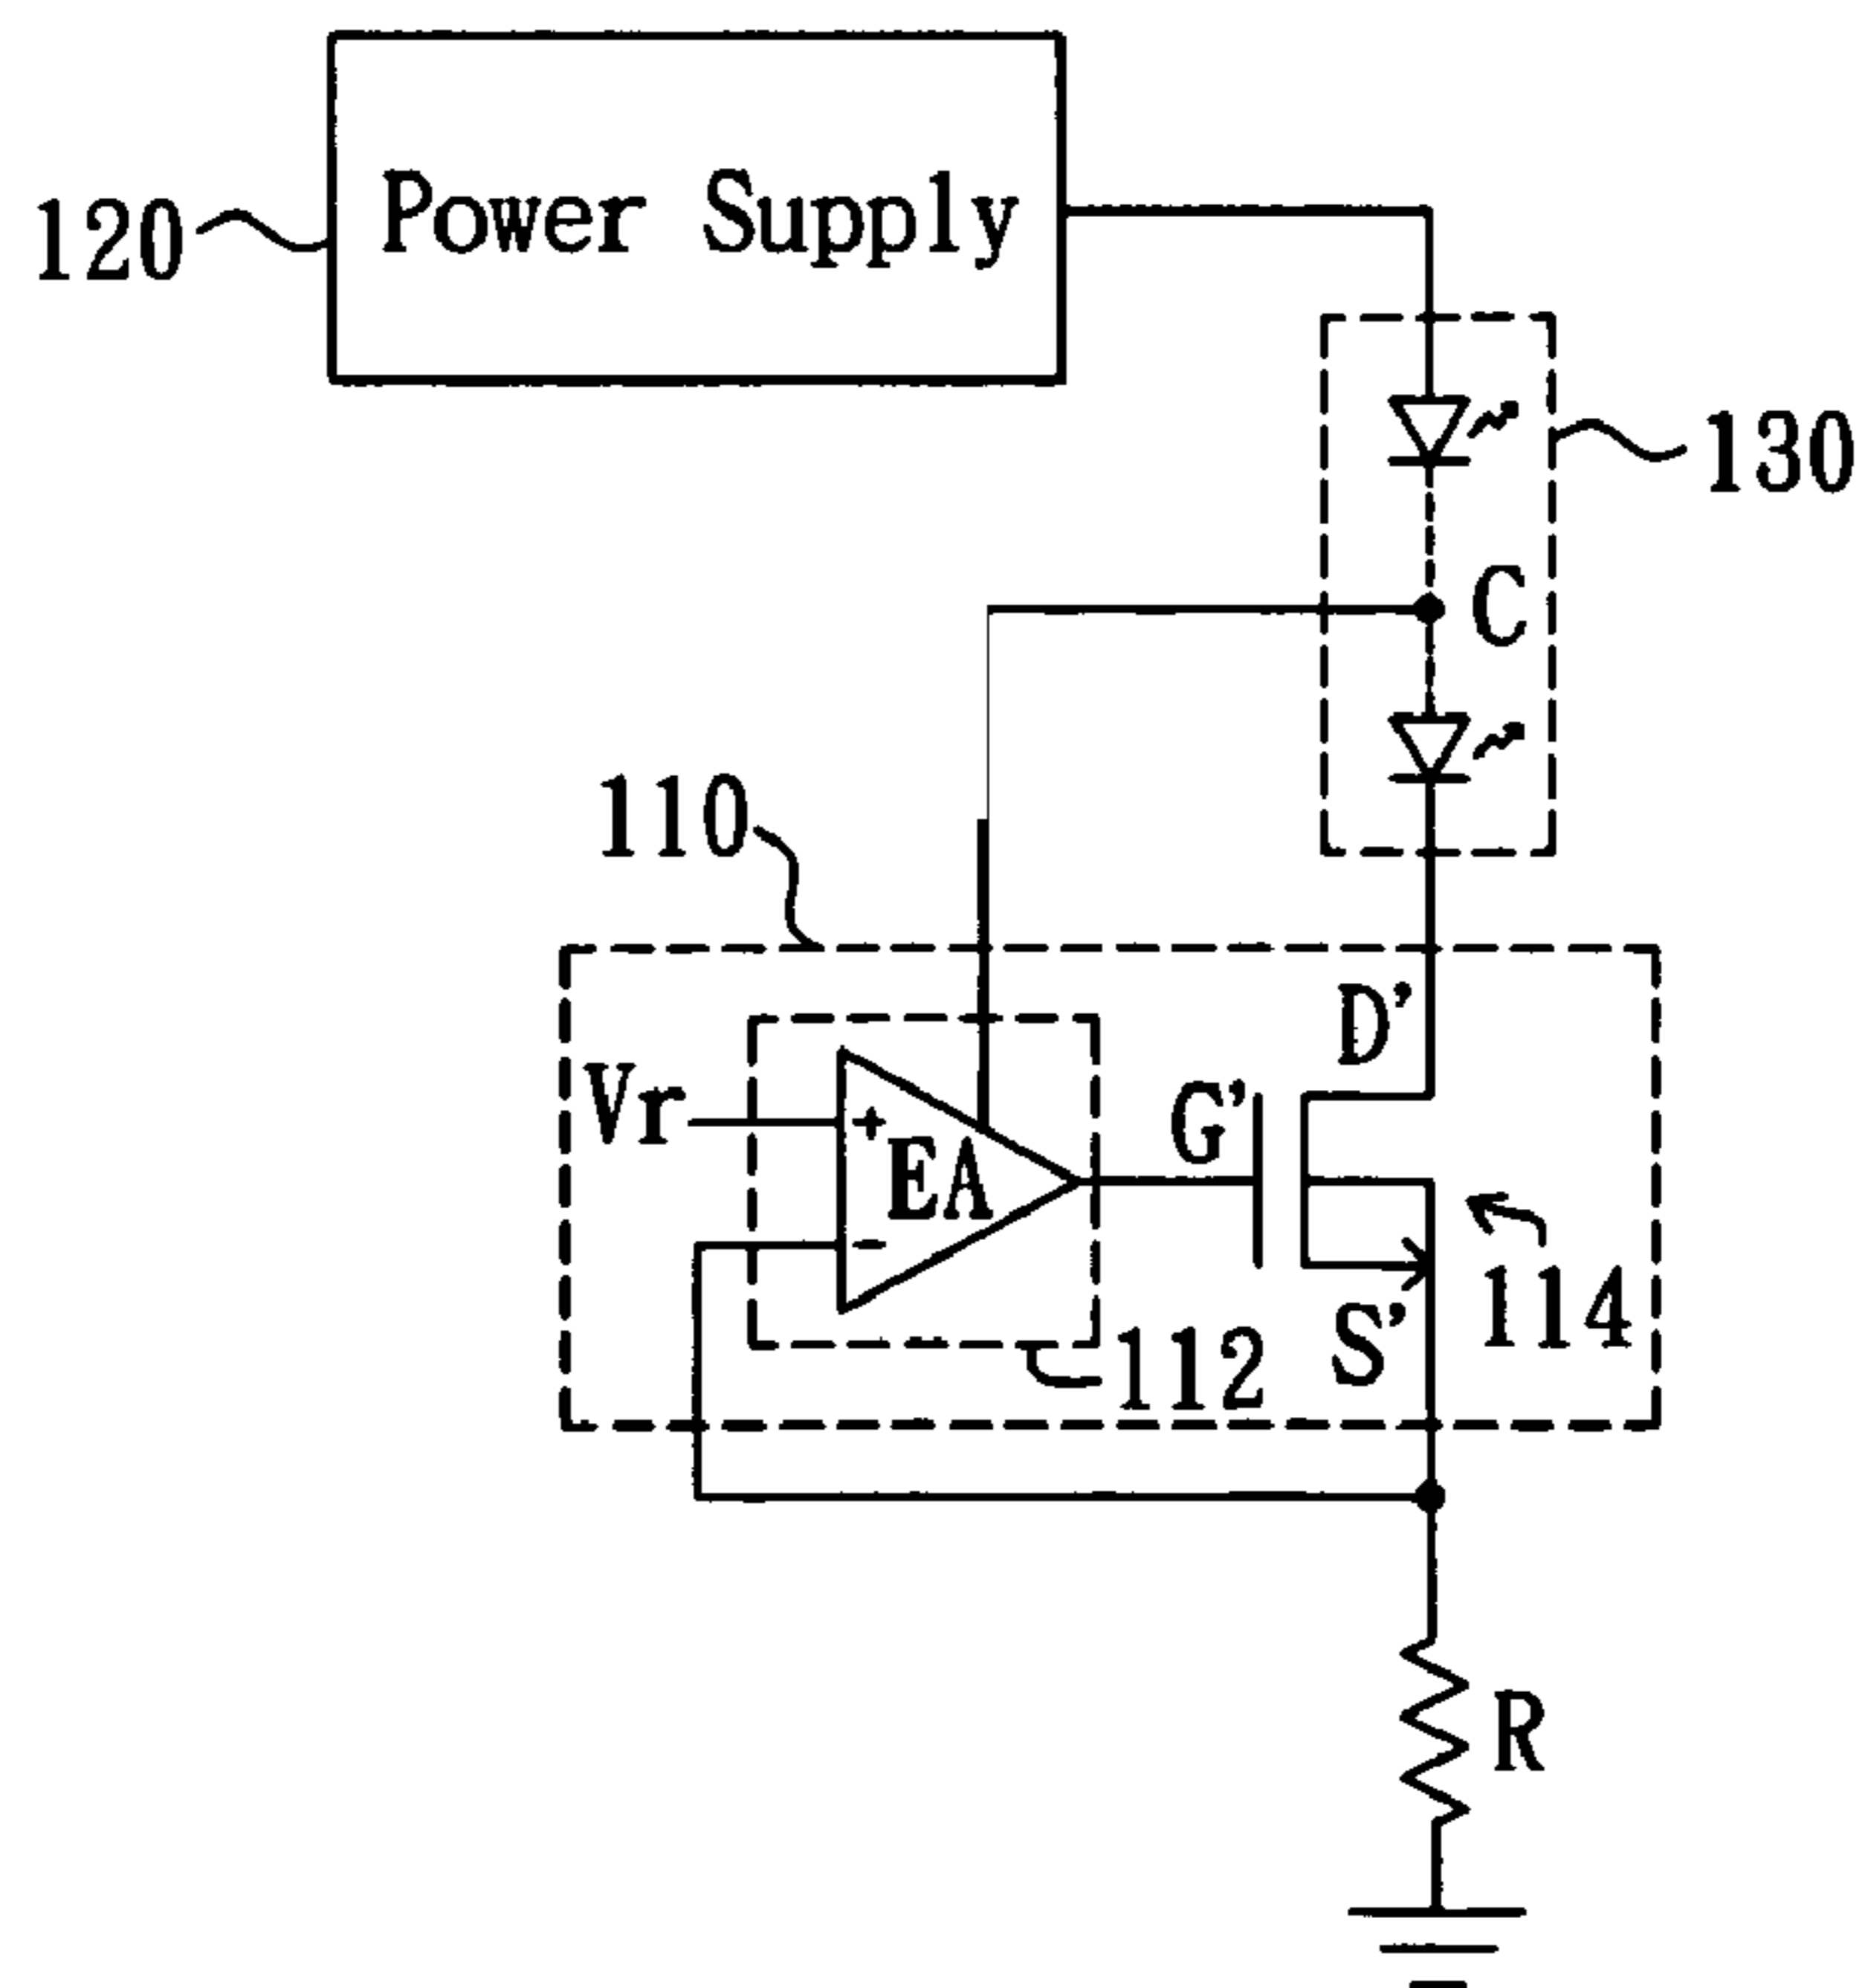 120
Power Supply
130
C
110
D'
Vr
+
EA
-
G'
S'
114
112
R